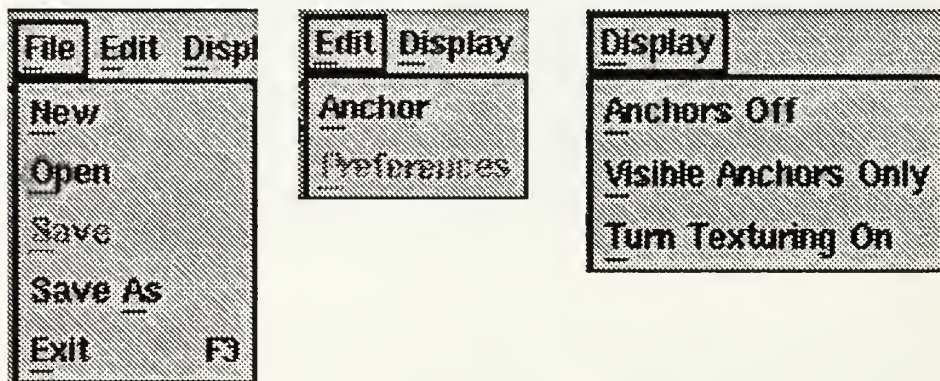 File Edit Displ
New
Open
Save
Save As
Exit F3
Edit Display
Anchor
Preferences
Display
Anchors Off
Visible Anchors Only
Turn Texturing On